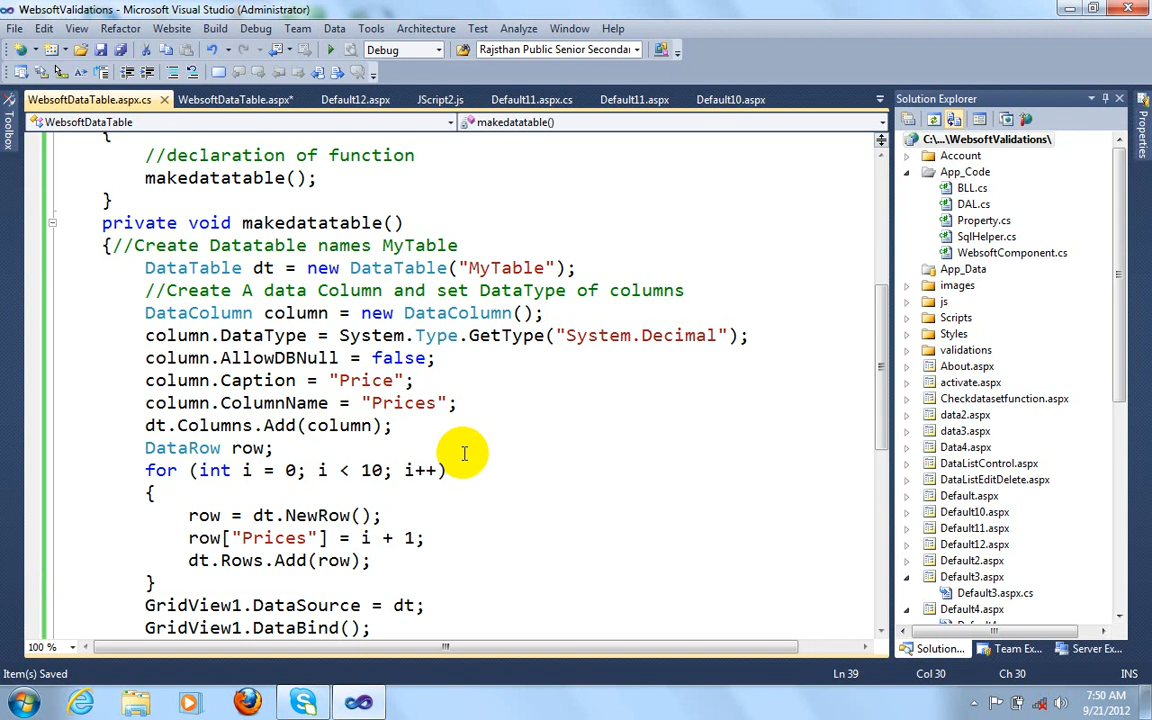 WebsoftValidations - Microsoft Visual Studio (Administrator)
File Edit View Refactor Website Build Debug Team Data Tools Architecture Test Analyze Window Help
Debug Rajasthan Public Senior Secondar
WebsoftDataTable.aspx.cs WebsoftDataTable.aspx* Default12.aspx JScript2.js Default11.aspx.cs Default11.aspx Default10.aspx
WebsoftDataTable makedatatable()
{
//declaration of function
makedatatable();
}
private void makedatatable()
{//Create Datatable names MyTable
DataTable dt = new DataTable("MyTable");
//Create A data Column and set DataType of columns
DataColumn column = new DataColumn();
column.DataType = System.Type.GetType("System.Decimal");
column.AllowDBNull = false;
column.Caption = "Price";
column.ColumnName = "Prices";
dt.Columns.Add(column);
DataRow row;
for (int i = 0; i < 10; i++)
{
row = dt.NewRow();
row["Prices"] = i + 1;
dt.Rows.Add(row);
}
GridView1.DataSource = dt;
GridView1.DataBind();
100 %
Toolbox
Solution Explorer
C:\...\WebsoftValidations\
Account
App_Code
BLL.cs
DAL.cs
Property.cs
SqlHelper.cs
WebsoftComponent.cs
App_Data
images
js
Scripts
Styles
validations
About.aspx
activate.aspx
Checkdatasetfunction.aspx
data2.aspx
data3.aspx
Data4.aspx
DataListControl.aspx
DataListEditDelete.aspx
Default.aspx
Default10.aspx
Default11.aspx
Default12.aspx
Default2.aspx
Default3.aspx
Default3.aspx.cs
Default4.aspx
Solution... Team Ex... Server Ex...
Properties
Item(s) Saved Ln 39 Col 30 Ch 30 INS
7:50 AM
9/21/2012